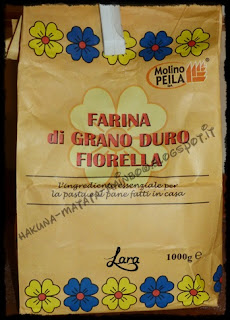 Molino
PEILA
FARINA
di GRANO DURO
FIORELLA
L'ingrediente essenziale per
la pasta e il pane fatti in casa
Lara
1000g e